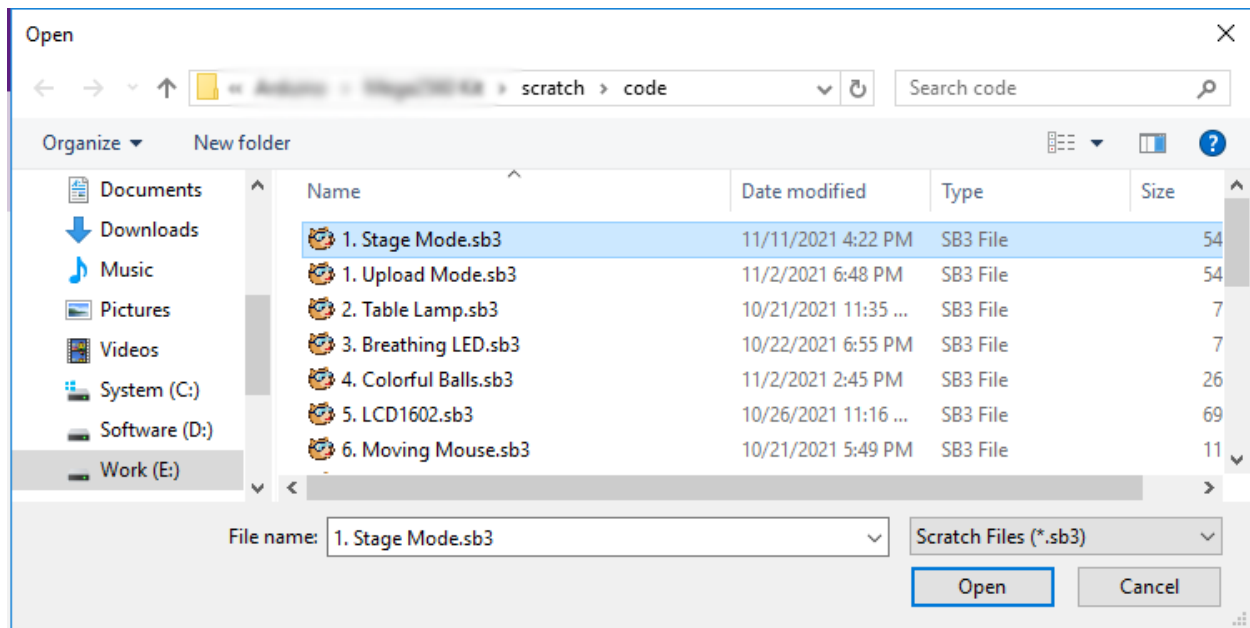 Open
« scratch › code Search code
Organize New folder ?
Name Date modified Type Size
Documents
Downloads
Music
Pictures
Videos
System (C:)
Software (D:)
Work (E:)
1. Stage Mode.sb3 11/11/2021 4:22 PM SB3 File 54
1. Upload Mode.sb3 11/2/2021 6:48 PM SB3 File 54
2. Table Lamp.sb3 10/21/2021 11:35 ... SB3 File 7
3. Breathing LED.sb3 10/22/2021 6:55 PM SB3 File 7
4. Colorful Balls.sb3 11/2/2021 2:45 PM SB3 File 26
5. LCD1602.sb3 10/26/2021 11:16 ... SB3 File 69
6. Moving Mouse.sb3 10/21/2021 5:49 PM SB3 File 11
File name: 1. Stage Mode.sb3 Scratch Files (*.sb3)
Open Cancel